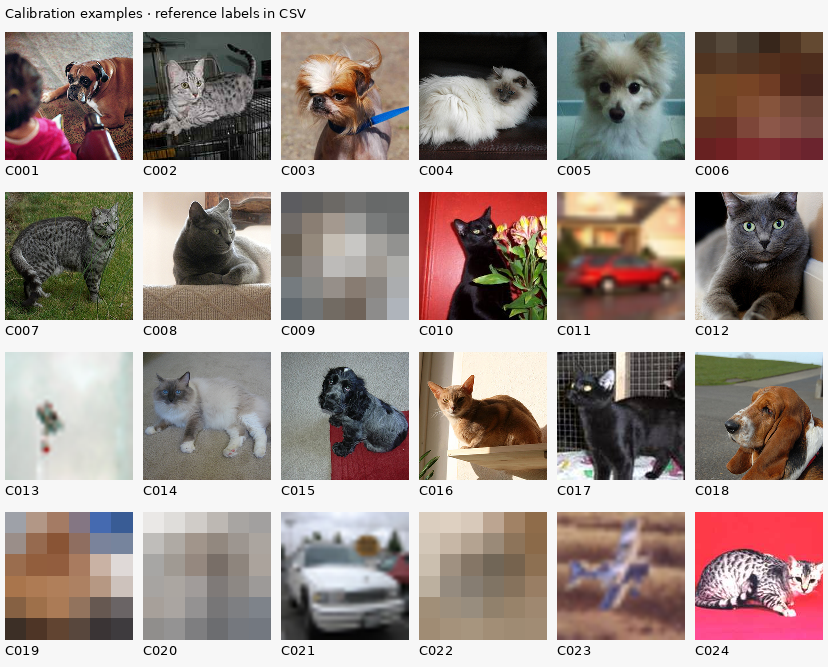 Calibration examples · reference labels in CSV
C001 C002 C003 C004 C005 C006
C007 C008 C009 C010 C011 C012
C013 C014 C015 C016 C017 C018
C019 C020 C021 C022 C023 C024